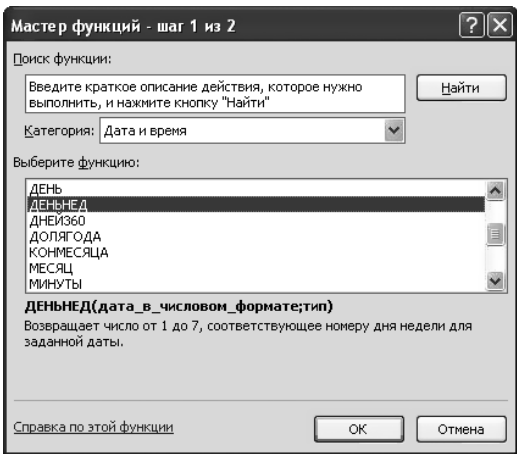 Мастер функций - шаг 1 из 2
Поиск функции:
Введите краткое описание действия, которое нужно
выполнить, и нажмите кнопку "Найти"
Найти
Категория: Дата и время
Выберите функцию:
ДЕНЬ
ДЕНЬНЕД
ДНЕЙ360
ДОЛЯГОДА
КОНМЕСЯЦА
МЕСЯЦ
МИНУТЫ
ДЕНЬНЕД(дата_в_числовом_формате;тип)
Возвращает число от 1 до 7, соответствующее номеру дня недели для
заданной даты.
Справка по этой функции
ОК
Отмена